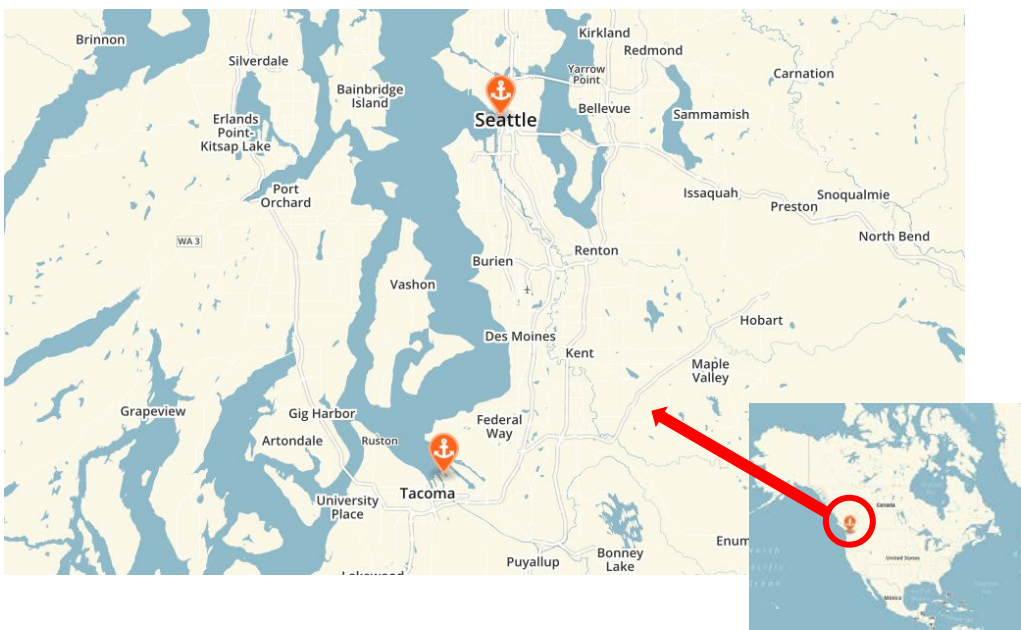 Brinnon
Silverdale
Kirkland
Redmond
Yarrow
Point
Carnation
Bainbridge
Island
Erlands
Point-
Kitsap Lake
Seattle
Bellevue
Sammamish
Port
Orchard
Issaquah
Snoqualmie
Preston
North Bend
WA 3
Burien
Renton
Vashon
Hobart
Des Moines
Kent
Maple
Valley
Grapeview
Gig Harbor
Artondale
Ruston
Federal
Way
Tacoma
University
Place
Puyallup
Bonney
Lake
Enum
Lakewood
Canada
United States
México